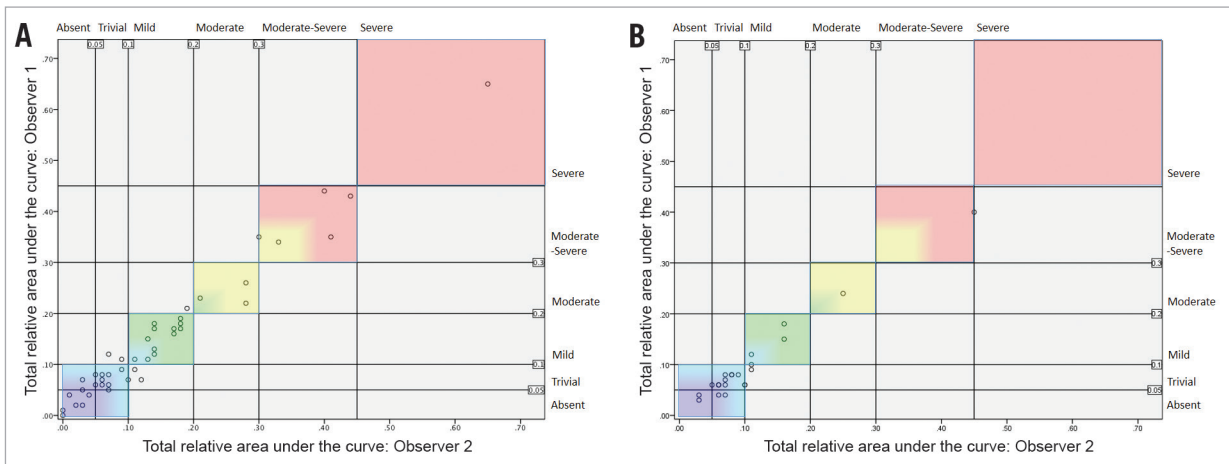 A
Absent Trivial Mild Moderate Moderate-Severe Severe
0.05 0.1 0.2 0.3
Total relative area under the curve: Observer 1
.70
.60
.50
.40
.30
.20
.10
.00
Severe
Moderate
-Severe
0.3
Moderate
0.2
Mild
0.1
Trivial
0.05
Absent
.00 .10 .20 .30 .40 .50 .60 .70
Total relative area under the curve: Observer 2
B
Absent Trivial Mild Moderate Moderate-Severe Severe
0.05 0.1 0.2 0.3
Total relative area under the curve: Observer 1
.70
.60
.50
.40
.30
.20
.10
.00
Severe
Moderate
-Severe
0.3
Moderate
0.2
Mild
0.1
Trivial
0.05
Absent
.00 .10 .20 .30 .40 .50 .60 .70
Total relative area under the curve: Observer 2